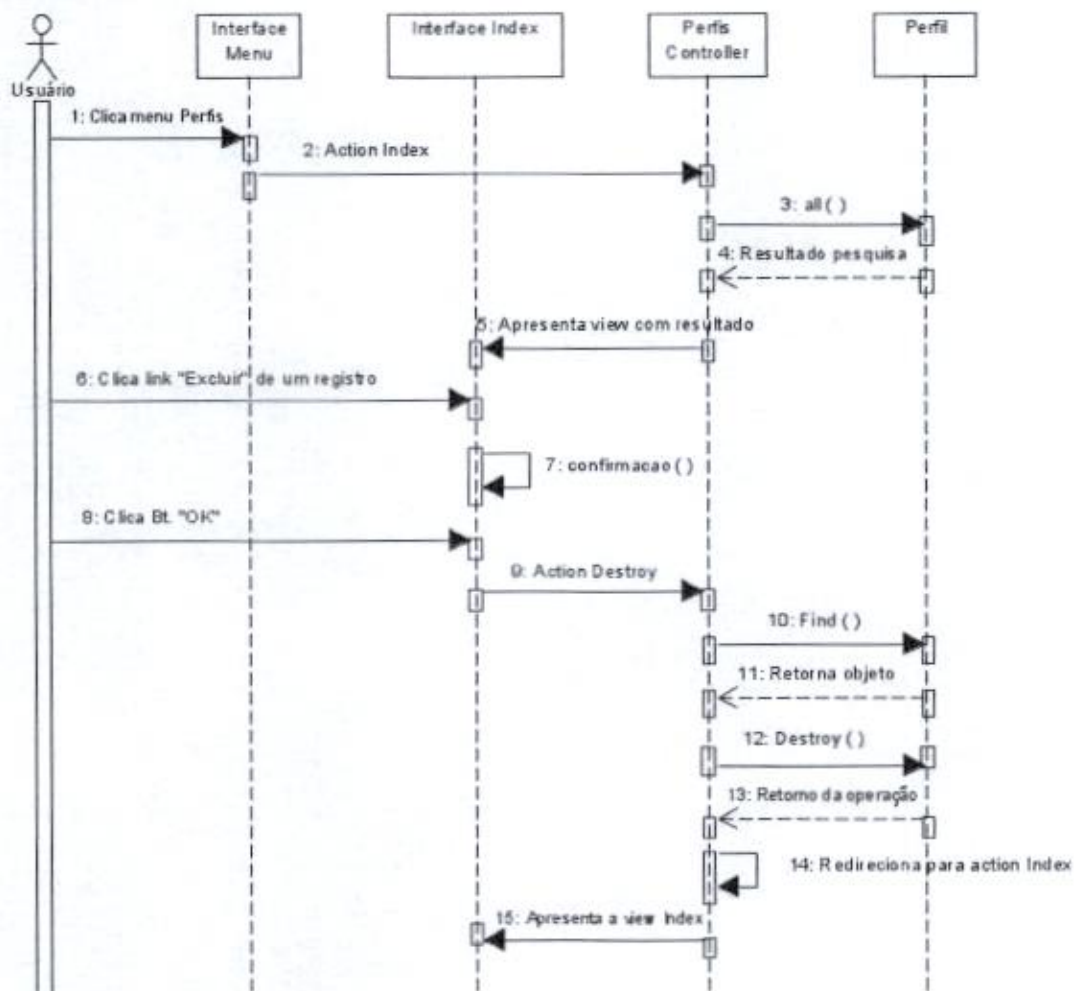 Interface
Menu
Interface Index
Perfis
Controller
Perfil
Usuário
1: Clica menu Perfis
2: Action Index
3: all ( )
4: Resultado pesquisa
5: Apresenta view com resultado
6: Clica link "Excluir" de um registro
7: confirmacao ( )
8: Clica Bt. "OK"
9: Action Destroy
10: Find ( )
11: Retorna objeto
12: Destroy ( )
13: Retorno da operação
14: Redireciona para action Index
15: Apresenta a view Index